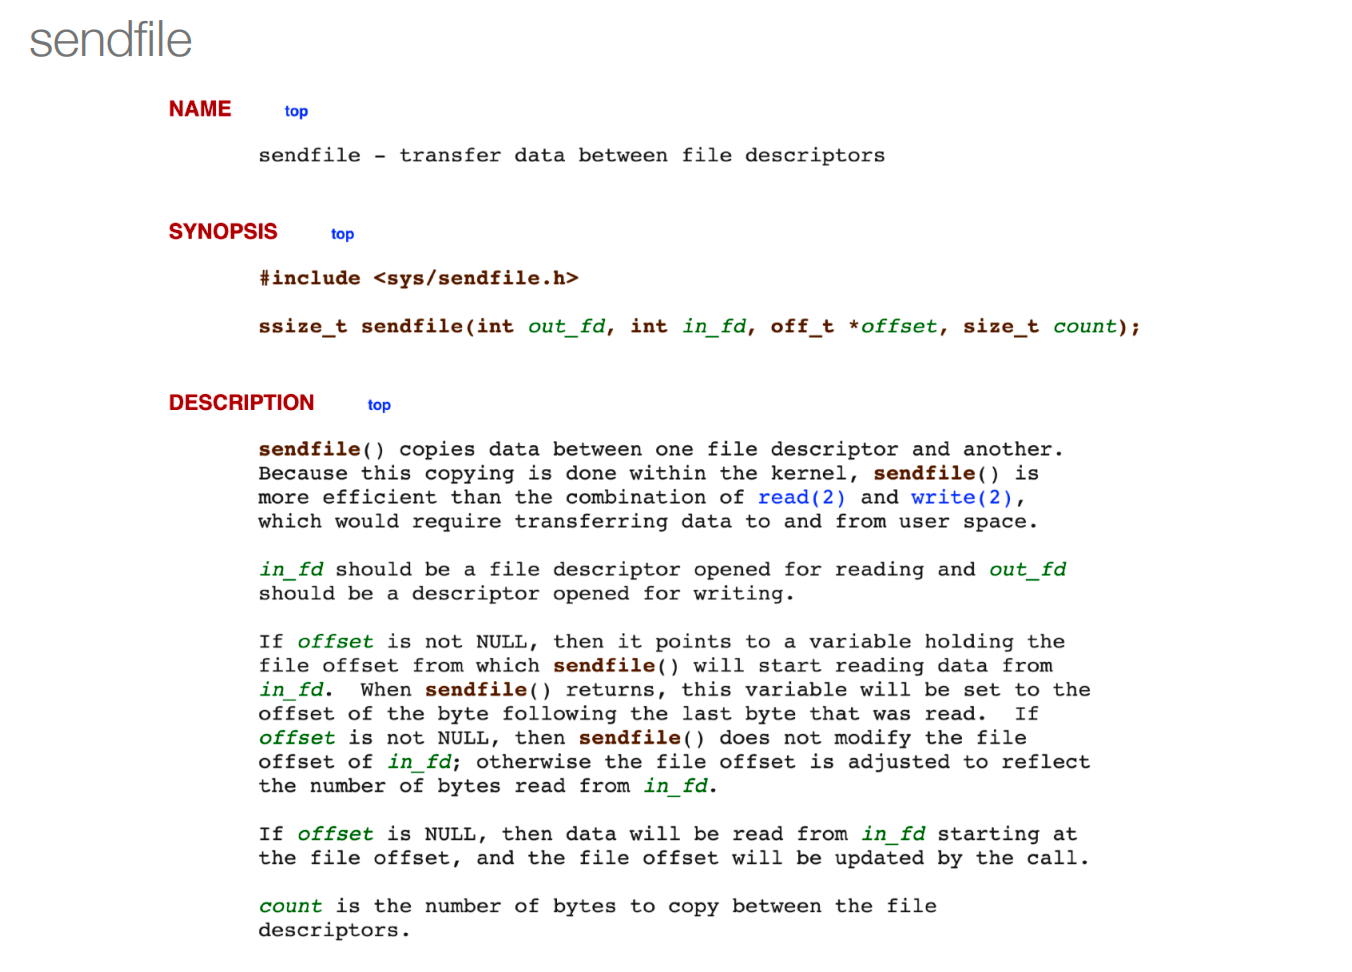 sendfile
NAME top
sendfile - transfer data between file descriptors
SYNOPSIS top
#include <sys/sendfile.h>
ssize_t sendfile(int out_fd, int in_fd, off_t *offset, size_t count);
DESCRIPTION top
sendfile() copies data between one file descriptor and another.
Because this copying is done within the kernel, sendfile() is
more efficient than the combination of read(2) and write(2),
which would require transferring data to and from user space.
in_fd should be a file descriptor opened for reading and out_fd
should be a descriptor opened for writing.
If offset is not NULL, then it points to a variable holding the
file offset from which sendfile() will start reading data from
in_fd.  When sendfile() returns, this variable will be set to the
offset of the byte following the last byte that was read.  If
offset is not NULL, then sendfile() does not modify the file
offset of in_fd; otherwise the file offset is adjusted to reflect
the number of bytes read from in_fd.
If offset is NULL, then data will be read from in_fd starting at
the file offset, and the file offset will be updated by the call.
count is the number of bytes to copy between the file
descriptors.